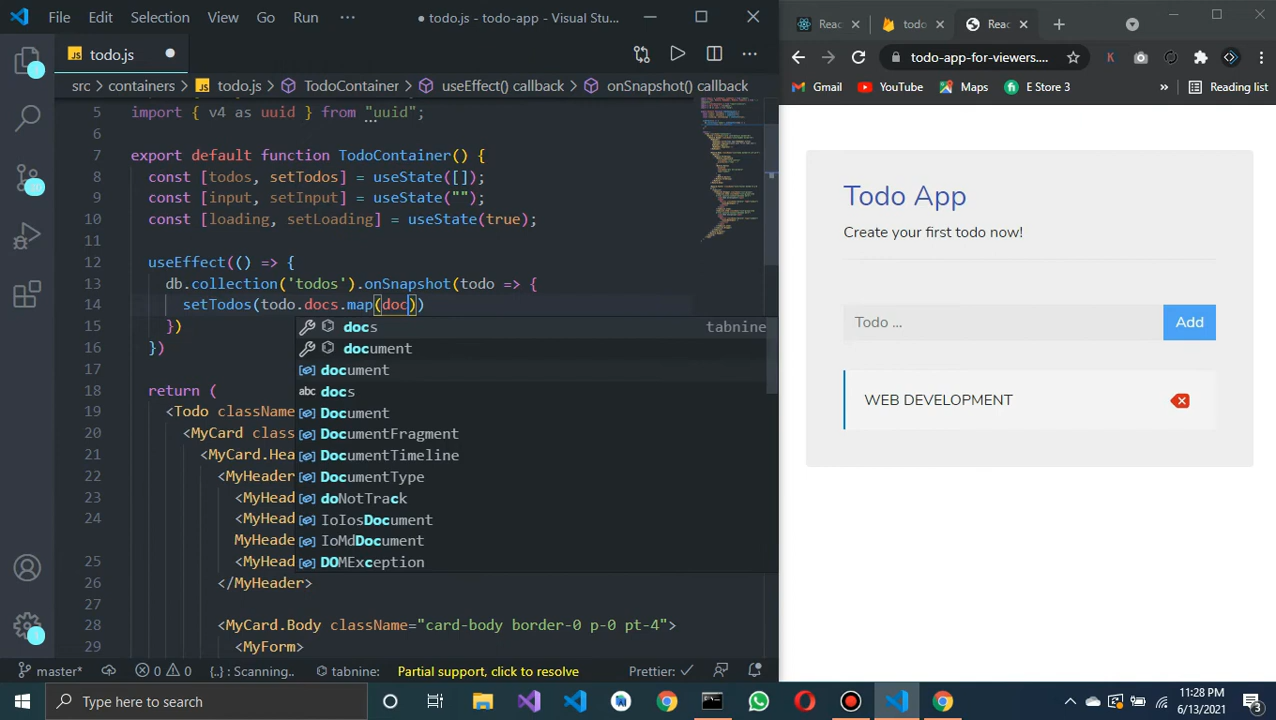 File Edit Selection View Go Run ··· ● todo.js - todo-app - Visual Stu...
JS todo.js ●
src > containers > JS todo.js > TodoContainer > useEffect() callback > onSnapshot() callback
5 import { v4 as uuid } from "uuid";
6
7 export default function TodoContainer() {
8 const [todos, setTodos] = useState([]);
9 const [input, setInput] = useState("");
10 const [loading, setLoading] = useState(true);
11
12 useEffect(() => {
13 db.collection('todos').onSnapshot(todo => {
14 setTodos(todo.docs.map(doc))
15 })
16 })
17
18 return (
19 <Todo className
20 <MyCard class
21 <MyCard.Hea
22 <MyHeader
23 <MyHead
24 <MyHead
MyHeade
25 <MyHead
26 </MyHeader>
27
28 <MyCard.Body className="card-body border-0 p-0 pt-4">
29 <MyForm>
docs tabnine
document
document
abc docs
Document
DocumentFragment
DocumentTimeline
DocumentType
doNotTrack
IoIosDocument
IoMdDocument
DOMException
master* 0 0 {..} : Scanning... tabnine: Partial support, click to resolve Prettier: ✓
Reac todo Reac
todo-app-for-viewers....
Gmail YouTube Maps E Store 3 » Reading list
Todo App
Create your first todo now!
Todo ...
Add
WEB DEVELOPMENT
Type here to search
11:28 PM
6/13/2021
3